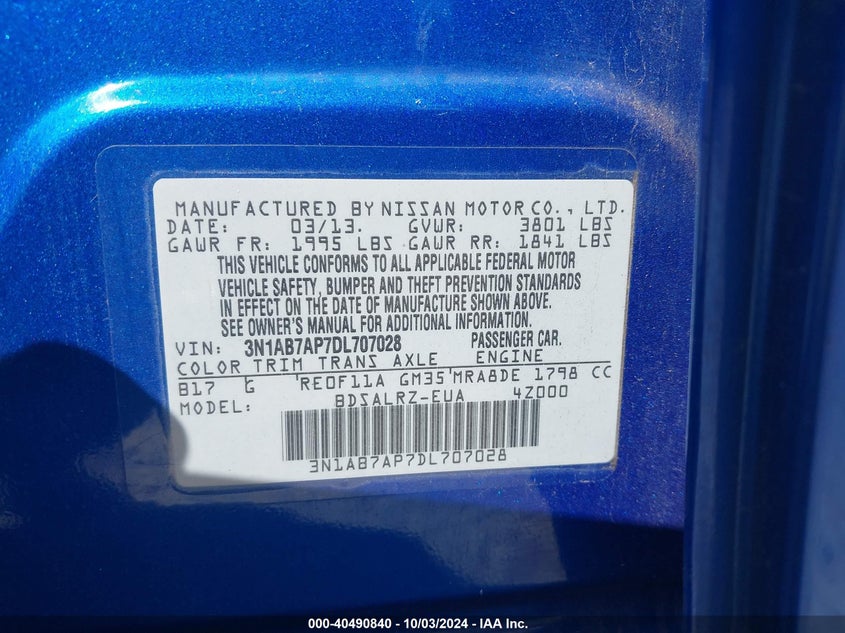 MANUFACTURED BY NISSAN MOTOR CO., LTD.
DATE: 03/13. GVWR: 3801 LBS
GAWR FR: 1995 LBS GAWR RR: 1841 LBS
THIS VEHICLE CONFORMS TO ALL APPLICABLE FEDERAL MOTOR
VEHICLE SAFETY, BUMPER AND THEFT PREVENTION STANDARDS
IN EFFECT ON THE DATE OF MANUFACTURE SHOWN ABOVE.
SEE OWNER'S MANUAL FOR ADDITIONAL INFORMATION.
VIN: 3N1AB7AP7DL707028 PASSENGER CAR.
COLOR TRIM TRANS AXLE ENGINE
B17 G 'RE0F11A GM35'MRA8DE 1798 CC
MODEL: BDSALRZ-EUA 4Z000
3N1AB7AP7DL707028
000-40490840 - 10/03/2024 - IAA Inc.